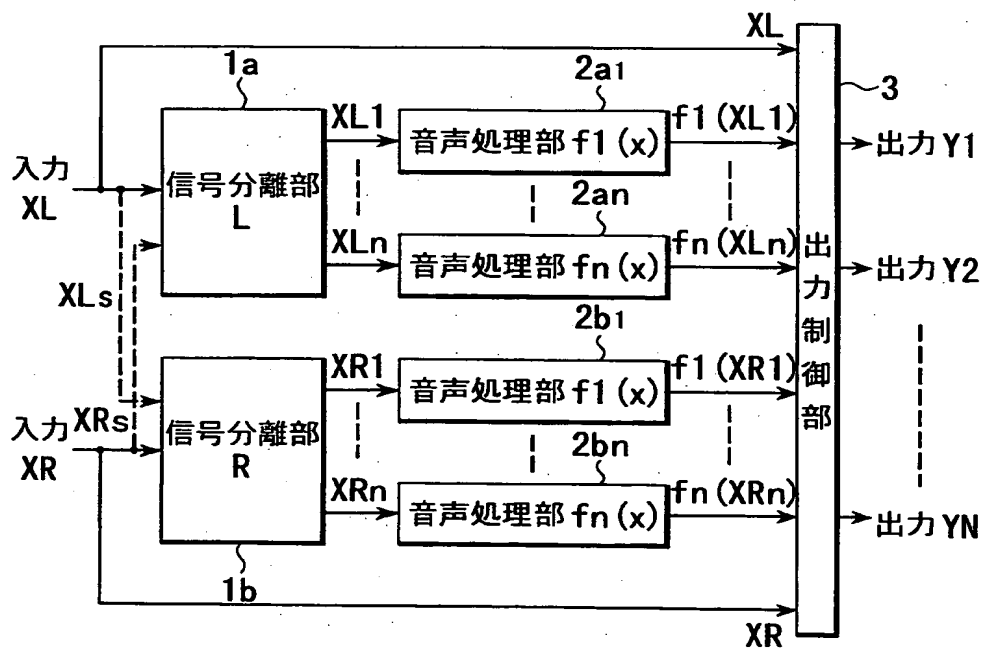 XL
1a
2a1
3
XL1
音声処理部 f1(x)
f1(XL1)
出力 Y1
入力
XL
信号分離部
L
2an
XLn
音声処理部 fn(x)
fn(XLn)
出力 Y2
XLs
出力制御部
2b1
XR1
音声処理部 f1(x)
f1(XR1)
入力
XR
XRs
信号分離部
R
2bn
XRn
音声処理部 fn(x)
fn(XRn)
出力 YN
1b
XR